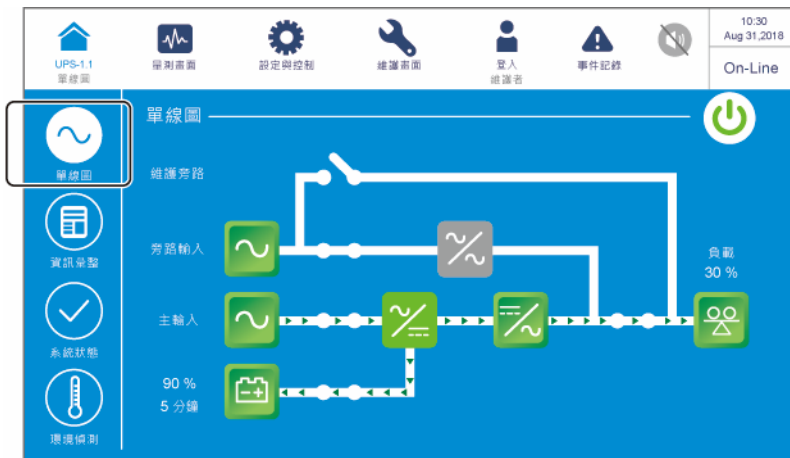 UPS-1.1
單線圖
量測畫面
設定與控制
維護畫面
登入
維護者
事件記錄
10:30
Aug 31,2018
On-Line
單線圖
資訊彙整
系統狀態
環境偵測
單線圖
維護旁路
旁路輸入
主輸入
90 %
5 分鐘
負載
30 %